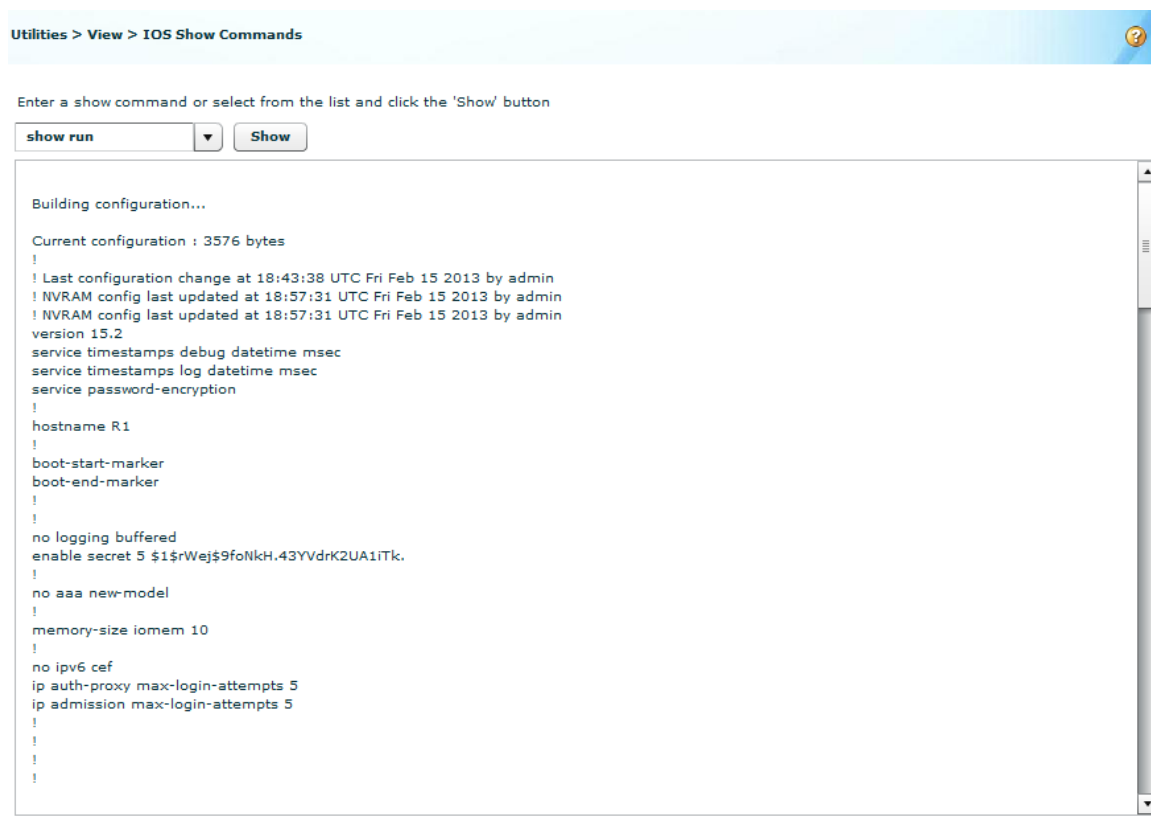 Utilities > View > IOS Show Commands
?
Enter a show command or select from the list and click the 'Show' button
show run
Show
Building configuration...
Current configuration : 3576 bytes
!
! Last configuration change at 18:43:38 UTC Fri Feb 15 2013 by admin
! NVRAM config last updated at 18:57:31 UTC Fri Feb 15 2013 by admin
! NVRAM config last updated at 18:57:31 UTC Fri Feb 15 2013 by admin
version 15.2
service timestamps debug datetime msec
service timestamps log datetime msec
service password-encryption
!
hostname R1
!
boot-start-marker
boot-end-marker
!
!
no logging buffered
enable secret 5 $1$rWej$9foNkH.43YVdrK2UA1iTk.
!
no aaa new-model
!
memory-size iomem 10
!
no ipv6 cef
ip auth-proxy max-login-attempts 5
ip admission max-login-attempts 5
!
!
!
!